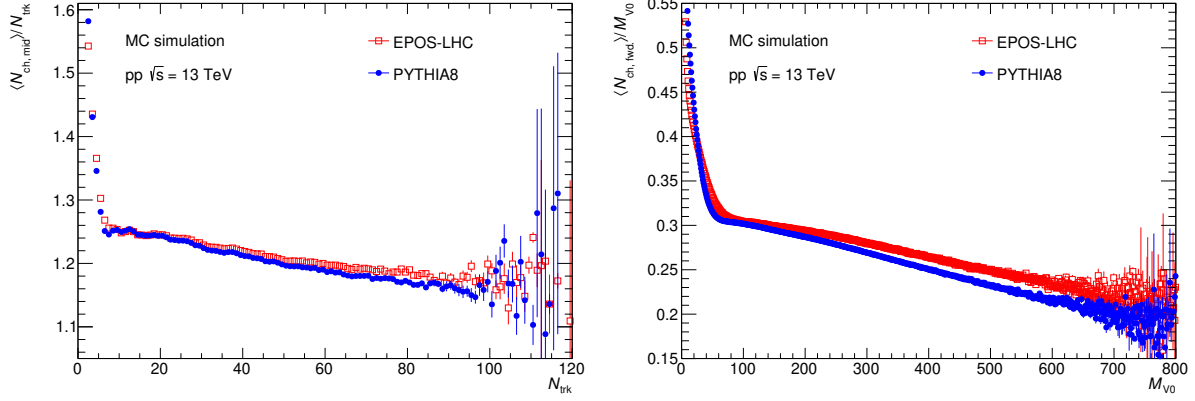 ⟨N_ch, mid⟩/N_trk
1.6
1.5
1.4
1.3
1.2
1.1
0 20 40 60 80 100 120
N_trk
MC simulation
pp √s = 13 TeV
EPOS-LHC
PYTHIA8
⟨N_ch, fwd.⟩/M_V0
0.55
0.5
0.45
0.4
0.35
0.3
0.25
0.2
0.15
0 100 200 300 400 500 600 700 800
M_V0
MC simulation
pp √s = 13 TeV
EPOS-LHC
PYTHIA8